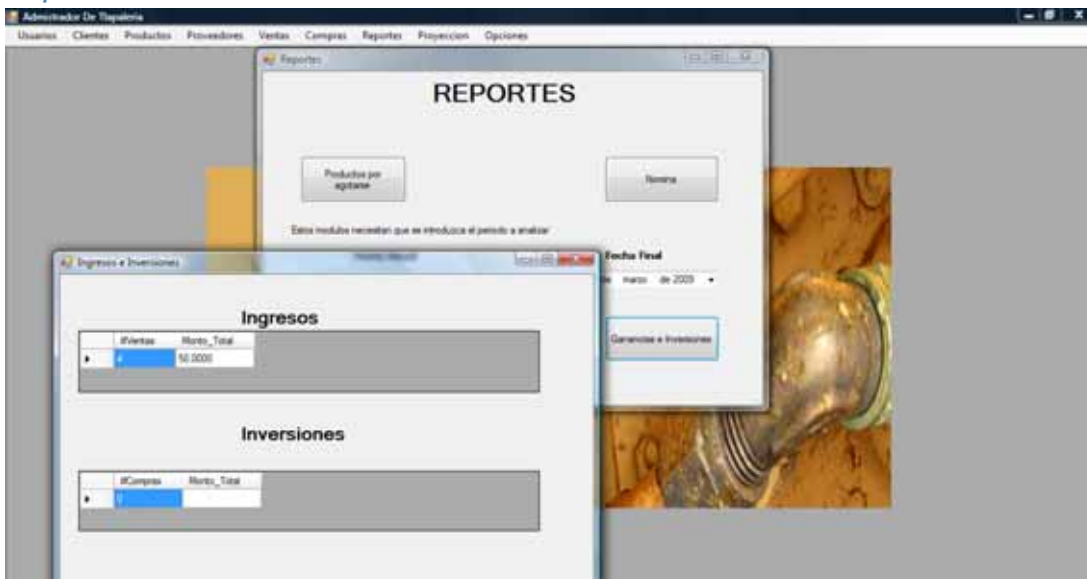 Administrador De Tlapaleria
Usuarios Clientes Productos Proveedores Ventas Compras Reportes Proyeccion Opciones
Reportes
REPORTES
Productos por
agotarse
Nomina
Estos modulos necesitan que se introduzca el periodo a analizar
Fecha Final
de marzo de 2009
Ganancias e Inversiones
Ingresos e Inversiones
Ingresos
#Ventas Monto_Total
4 50.0000
Inversiones
#Compras Monto_Total
0